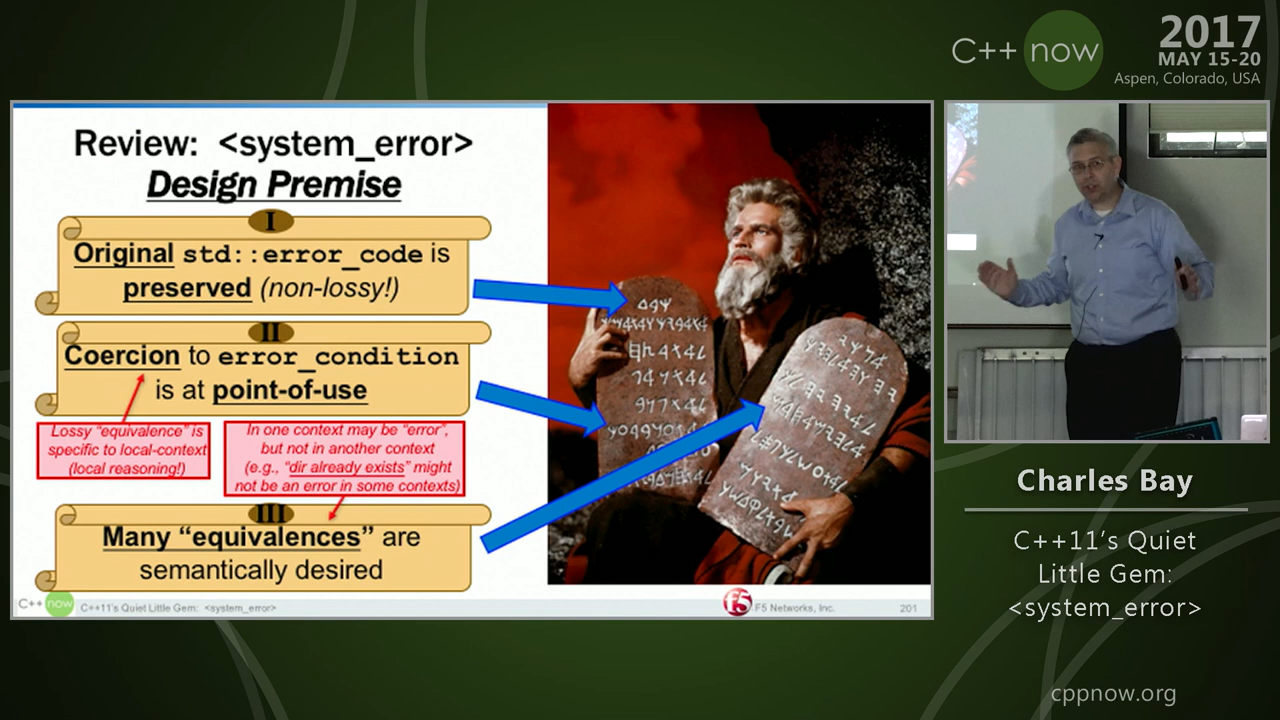 C++ now
2017
MAY 15-20
Aspen, Colorado, USA
Review: <system_error>
Design Premise
I
Original std::error_code is
preserved (non-lossy!)
II
Coercion to error_condition
is at point-of-use
Lossy “equivalence” is
specific to local-context
(local reasoning!)
In one context may be “error”,
but not in another context
(e.g., “dir already exists” might
not be an error in some contexts)
III
Many “equivalences” are
semantically desired
C++ now
C++11’s Quiet Little Gem: <system_error>
F5 Networks, Inc.
201
Charles Bay
C++11’s Quiet
Little Gem:
<system_error>
cppnow.org